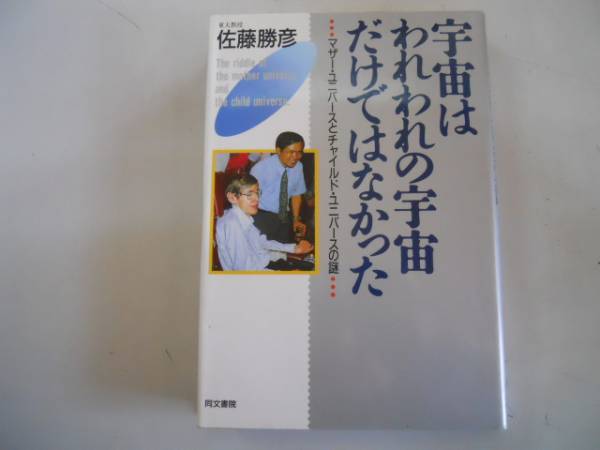 宇宙は
われわれの宇宙
だけではなかった
マザー・ユニバースとチャイルド・ユニバースの謎
東大教授
佐藤勝彦
The riddle of
the mother universe
and
the child universe
同文書院